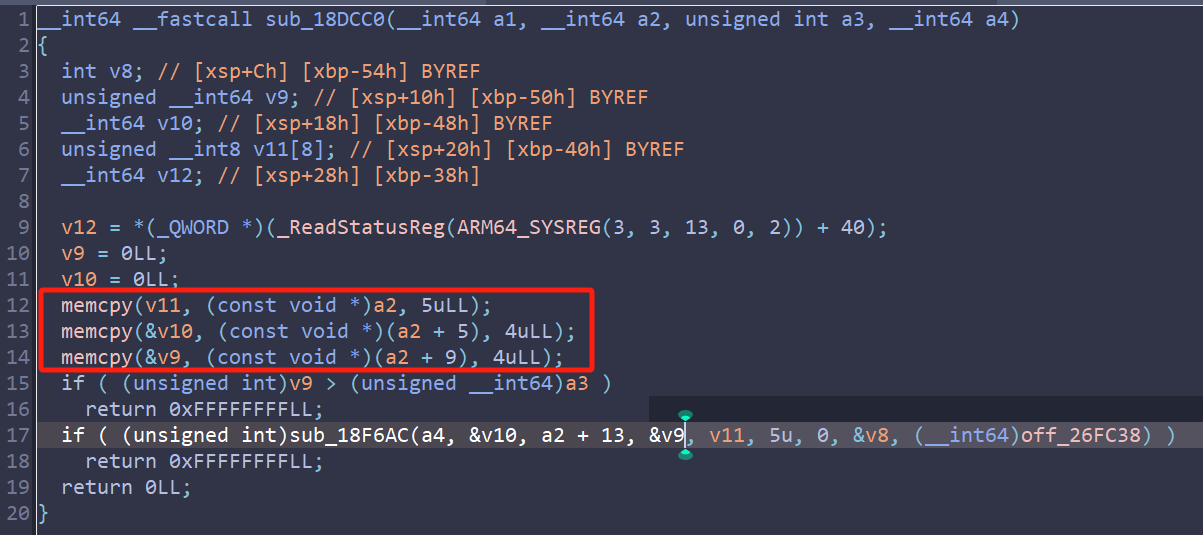 1 __int64 __fastcall sub_18DCC0(__int64 a1, __int64 a2, unsigned int a3, __int64 a4)
2 {
3   int v8; // [xsp+Ch] [xbp-54h] BYREF
4   unsigned __int64 v9; // [xsp+10h] [xbp-50h] BYREF
5   __int64 v10; // [xsp+18h] [xbp-48h] BYREF
6   unsigned __int8 v11[8]; // [xsp+20h] [xbp-40h] BYREF
7   __int64 v12; // [xsp+28h] [xbp-38h]
8
9   v12 = *(_QWORD *)(_ReadStatusReg(ARM64_SYSREG(3, 3, 13, 0, 2)) + 40);
10   v9 = 0LL;
11   v10 = 0LL;
12   memcpy(v11, (const void *)a2, 5uLL);
13   memcpy(&v10, (const void *)(a2 + 5), 4uLL);
14   memcpy(&v9, (const void *)(a2 + 9), 4uLL);
15   if ( (unsigned int)v9 > (unsigned __int64)a3 )
16     return 0xFFFFFFFFLL;
17   if ( (unsigned int)sub_18F6AC(a4, &v10, a2 + 13, &v9, v11, 5u, 0, &v8, (__int64)off_26FC38) )
18     return 0xFFFFFFFFLL;
19   return 0LL;
20 }